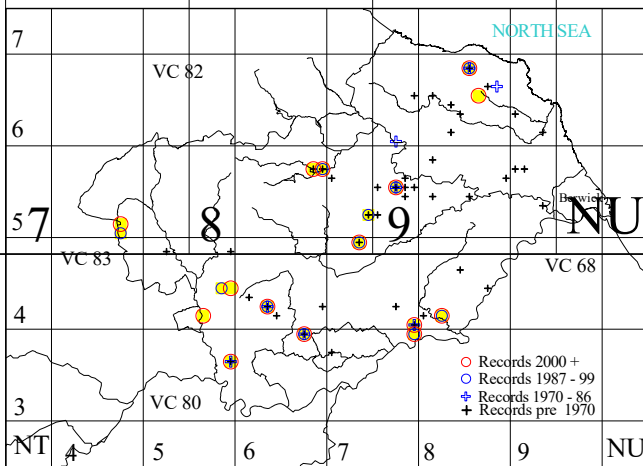 7
NORTH SEA
VC 82
6
Berwick
7
8
9
NU
5
VC 83
VC 68
4
Records 2000 +
Records 1987 - 99
Records 1970 - 86
Records pre 1970
VC 80
3
NT
4
5
6
7
8
9
NU